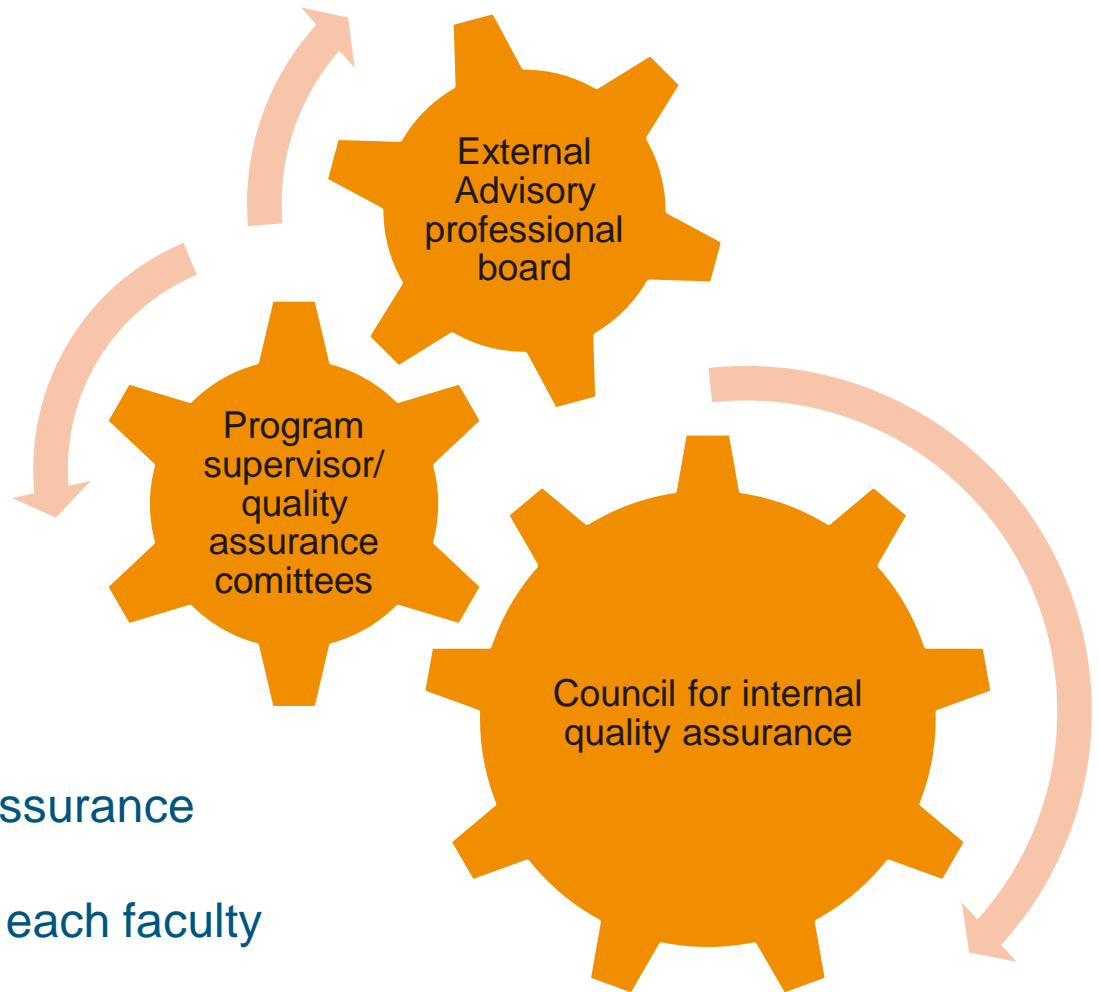 External
Advisory
professional
board
Program
supervisor/
quality
assurance
comittees
Council for internal
quality assurance
ssurance
each faculty